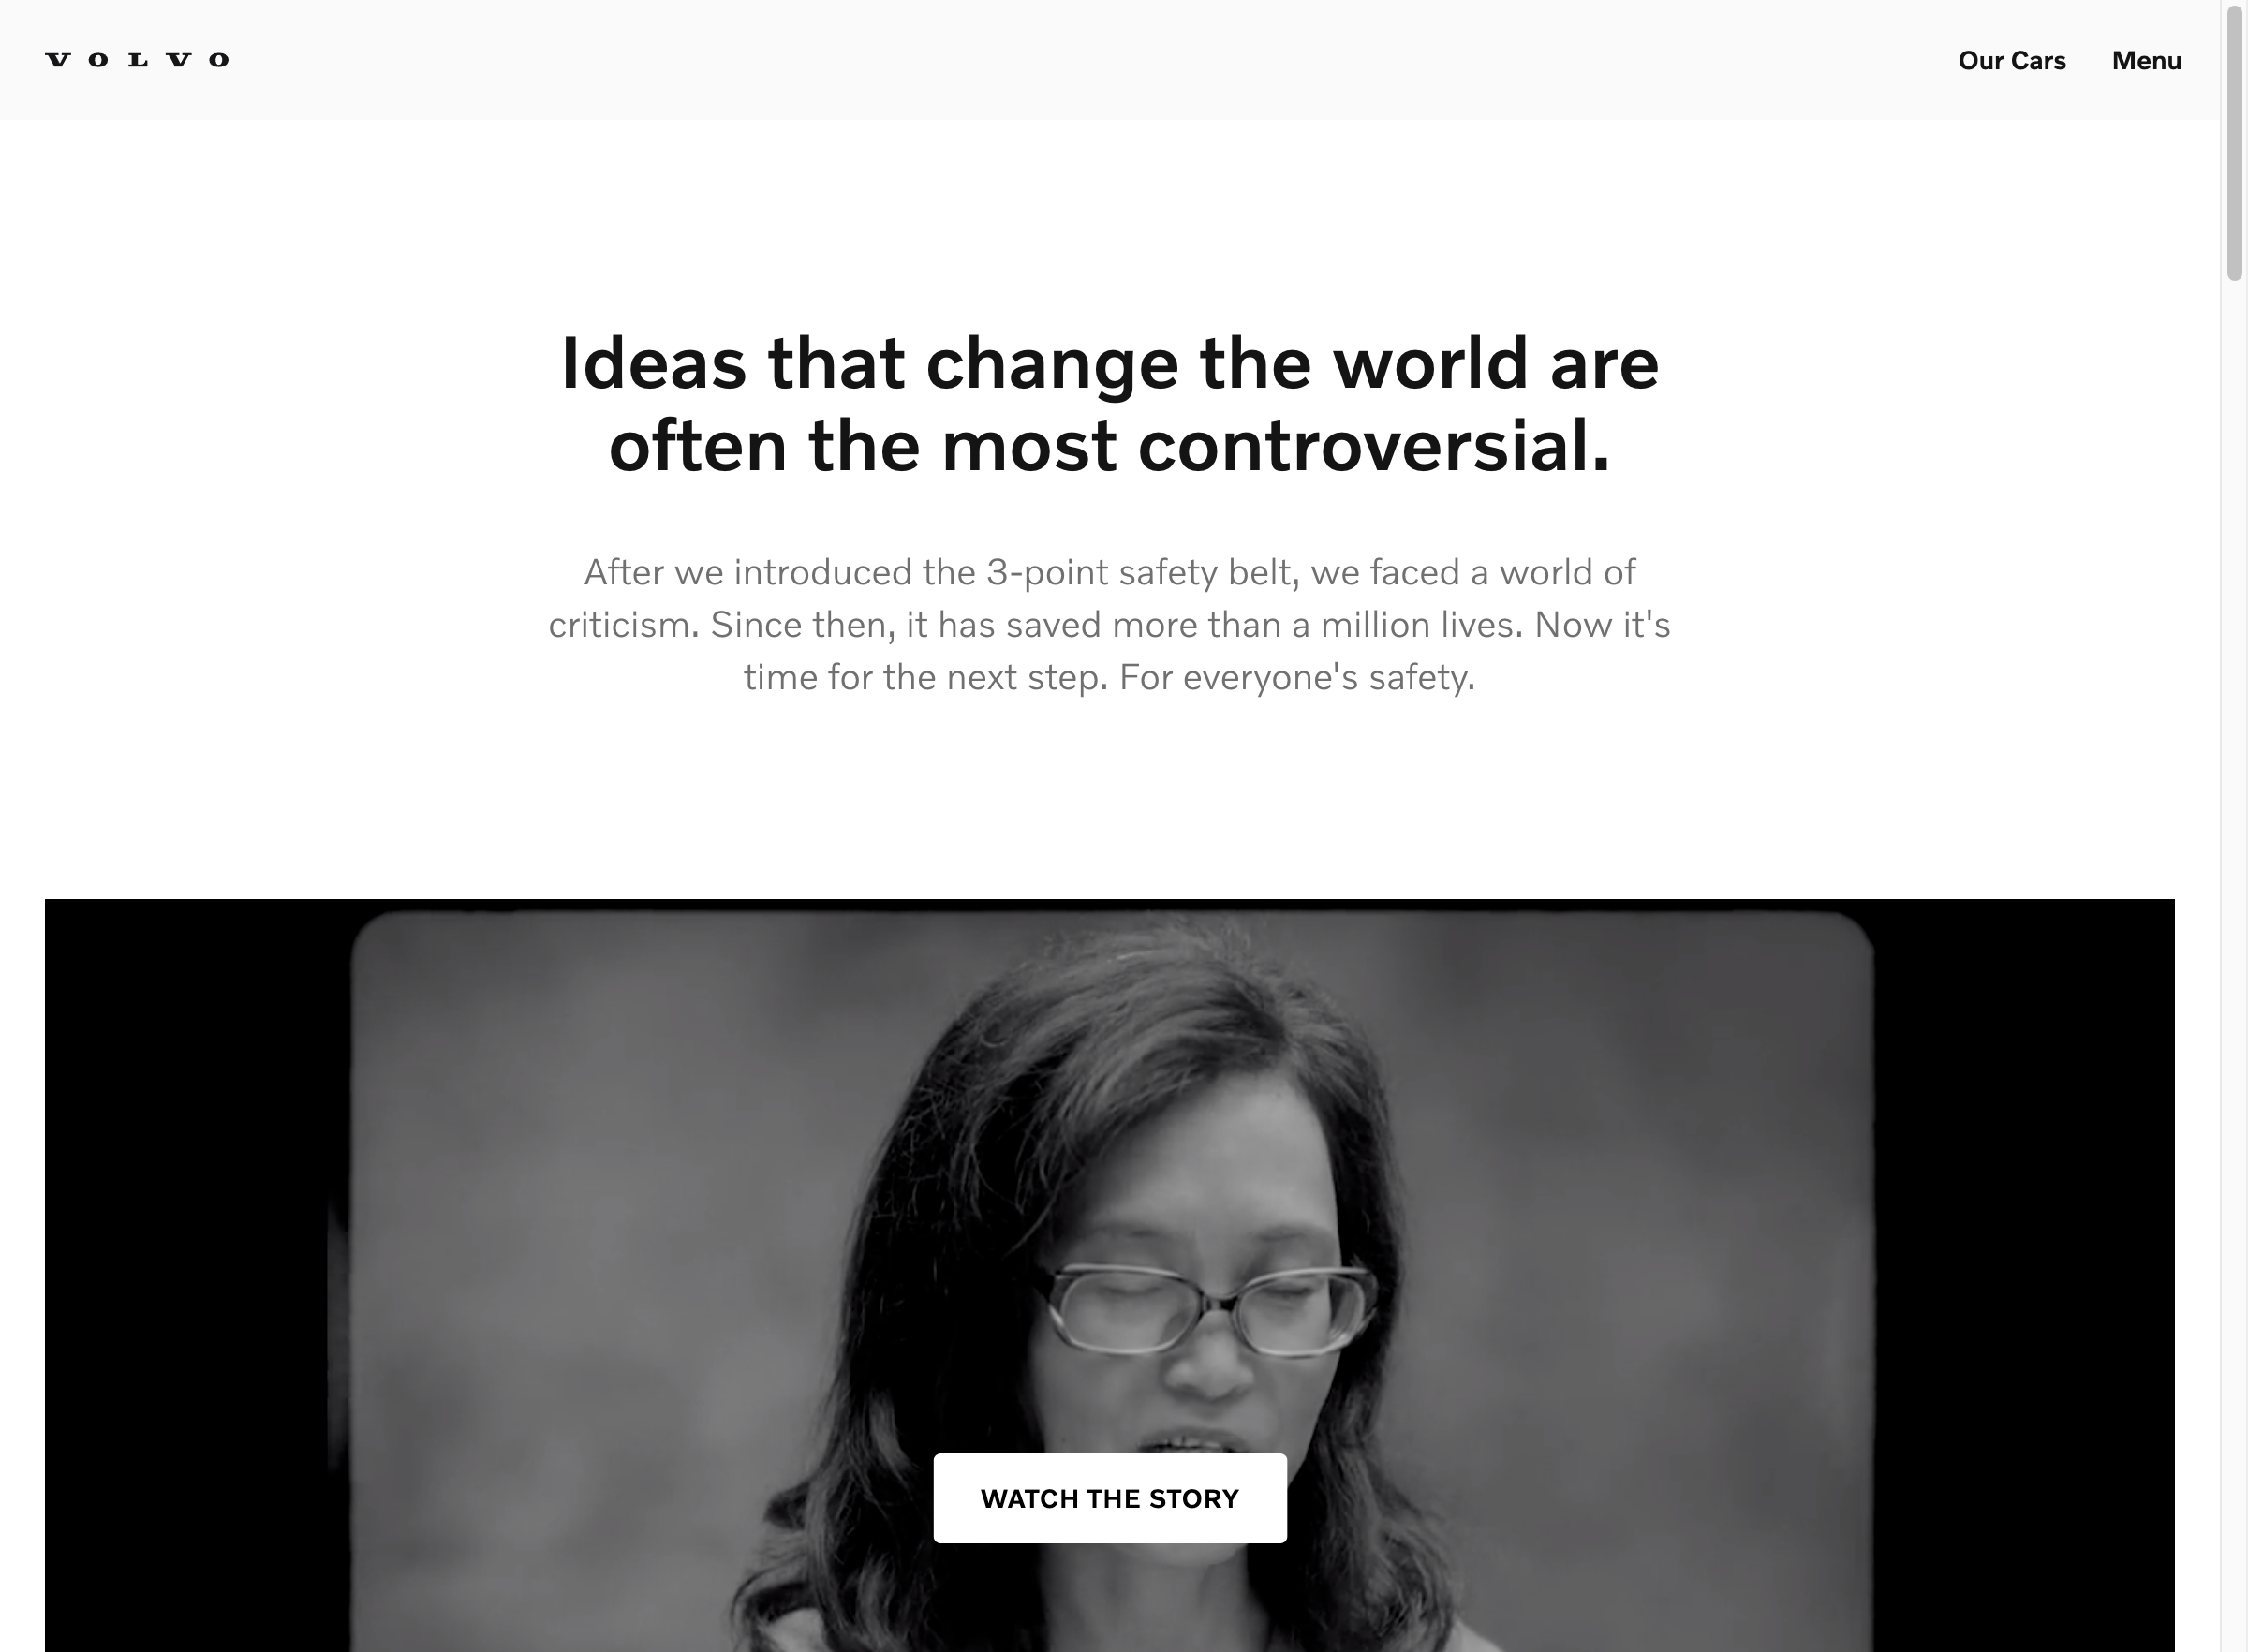 VOLVO
Our Cars
Menu
Ideas that change the world are
often the most controversial.
After we introduced the 3-point safety belt, we faced a world of
criticism. Since then, it has saved more than a million lives. Now it's
time for the next step. For everyone's safety.
WATCH THE STORY